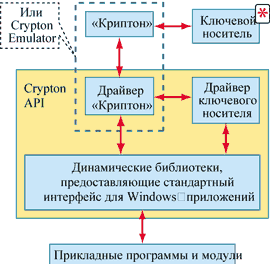 Или
Crypton
Emulator
«Криптон»
Ключевой
носитель
*
Crypton
API
Драйвер
«Криптон»
Драйвер
ключевого
носителя
Динамические библиотеки,
предоставляющие стандартный
интерфейс для Windows□приложений
Прикладные программы и модули